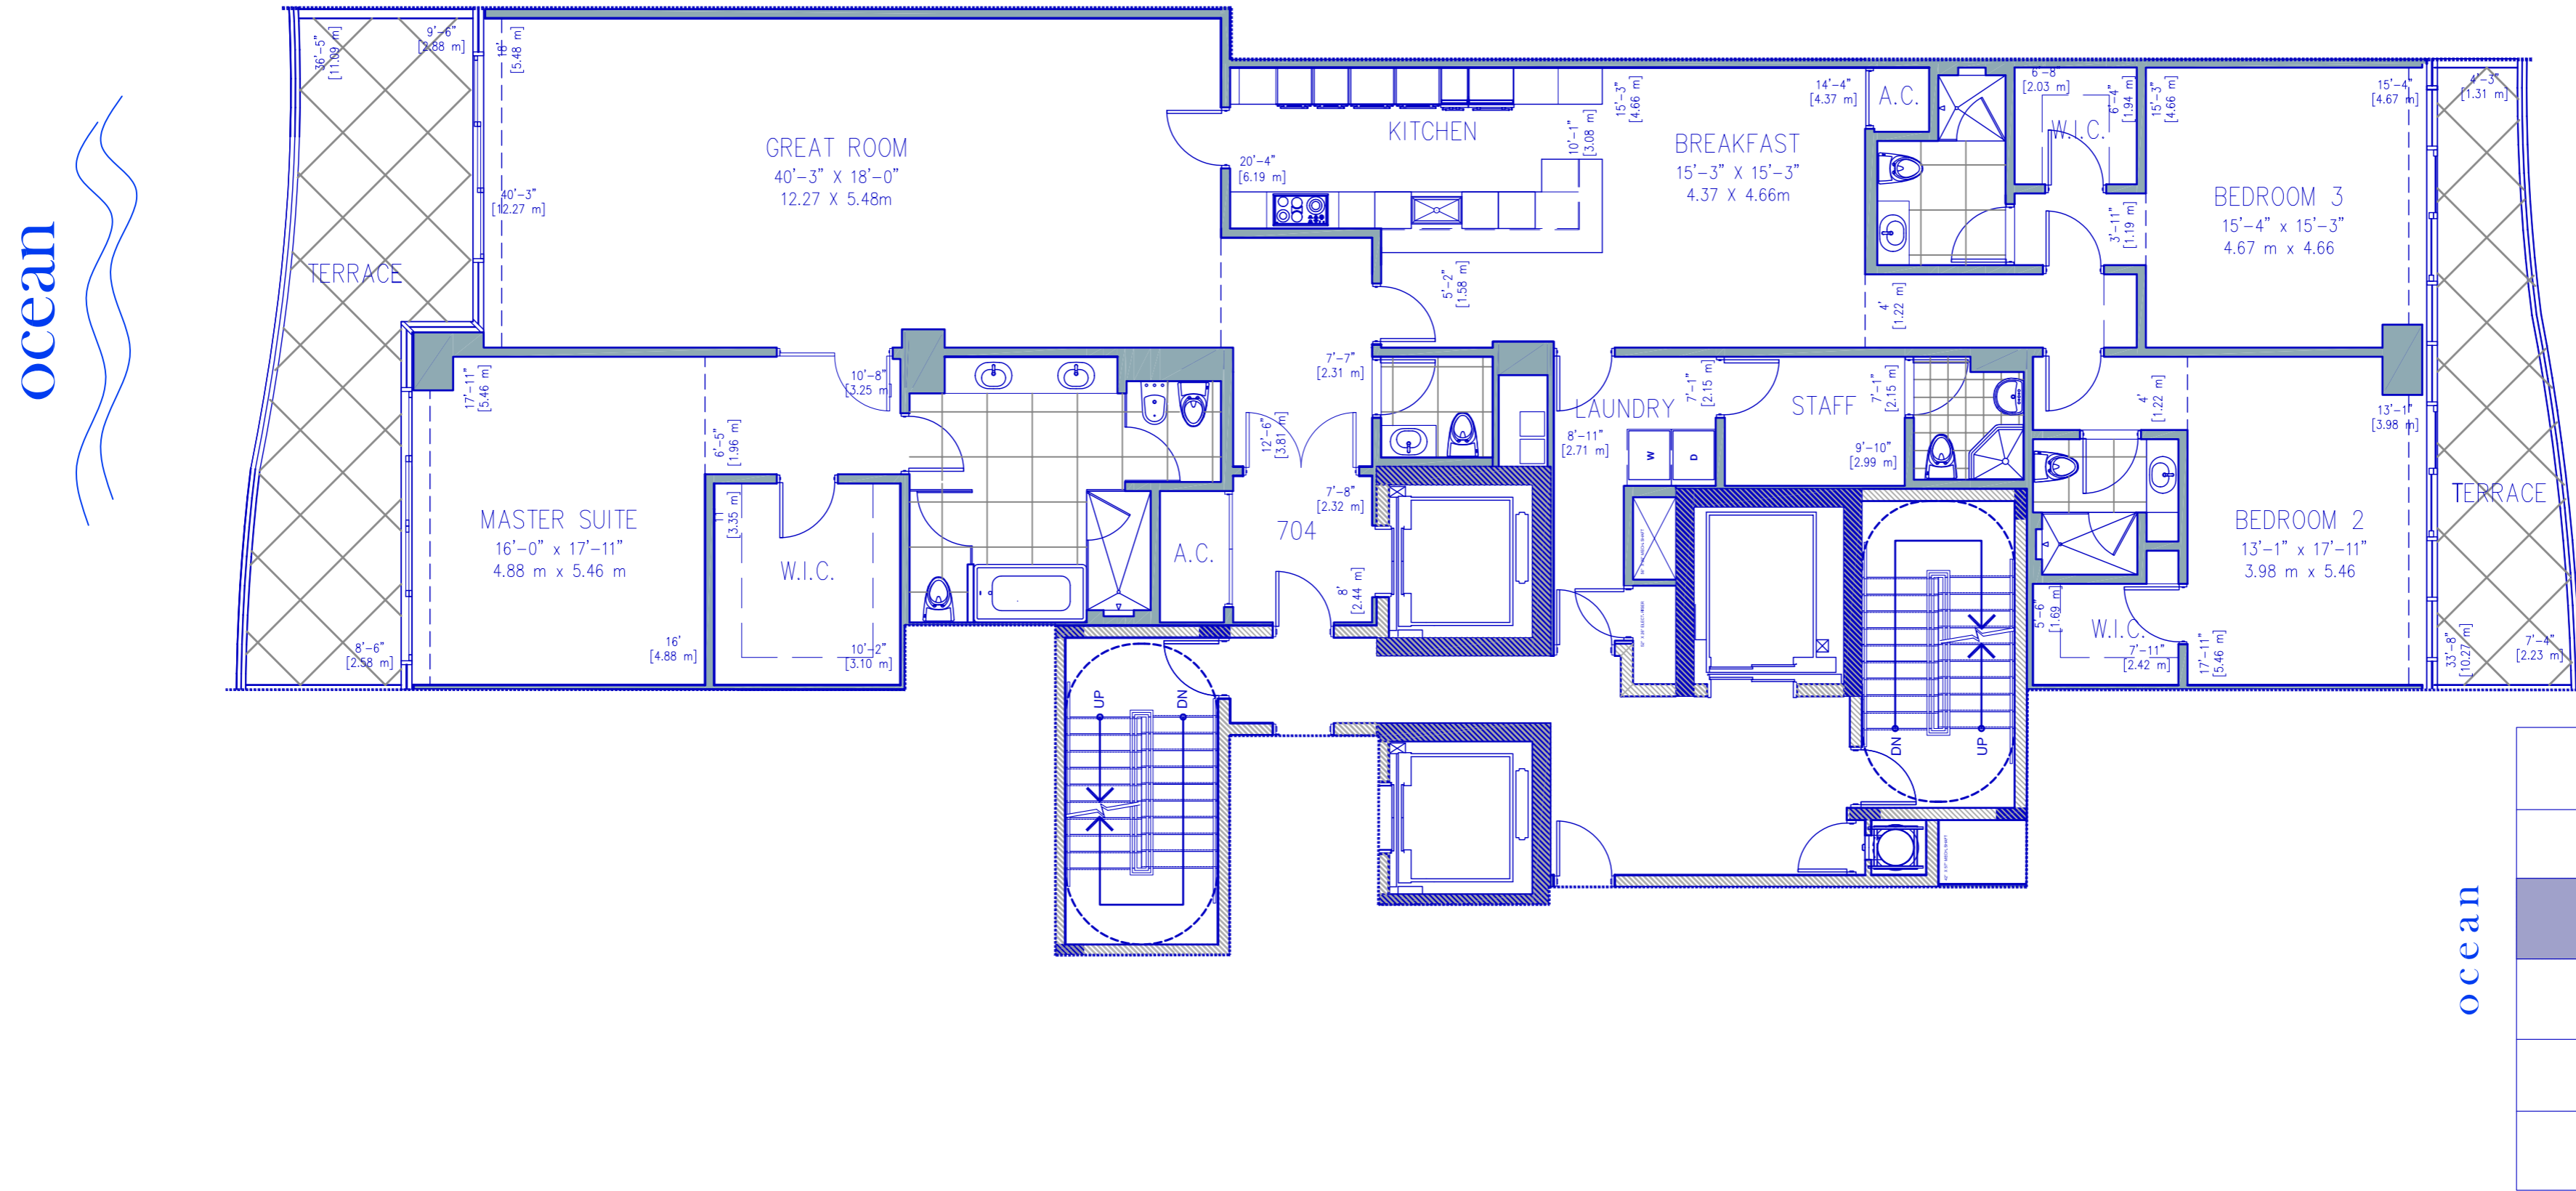 ocean
36'-5"
[11.09 m]
9'-6"
[2.88 m]
18'
[5.48 m]
40'-3"
[12.27 m]
GREAT ROOM
40'-3" X 18'-0"
12.27 X 5.48m
TERRACE
KITCHEN
20'-4"
[6.19 m]
10'-1"
[3.08 m]
15'-3"
[4.66 m]
BREAKFAST
15'-3" X 15'-3"
4.37 X 4.66m
14'-4"
[4.37 m]
A.C.
6'-8"
[2.03 m]
6'-4"
[1.94 m]
W.I.C.
15'-3"
[4.66 m]
3'-11"
[1.19 m]
BEDROOM 3
15'-4" x 15'-3"
4.67 m x 4.66
15'-4"
[4.67 m]
4'-3"
[1.31 m]
5'-2"
[1.58 m]
4'
[1.22 m]
17'-11"
[5.46 m]
10'-8"
[3.25 m]
6'-5"
[1.96 m]
MASTER SUITE
16'-0" x 17'-11"
4.88 m x 5.46 m
11'
[3.35 m]
W.I.C.
10'-2"
[3.10 m]
16'
[4.88 m]
8'-6"
[2.58 m]
A.C.
12'-6"
[3.81 m]
7'-7"
[2.31 m]
7'-8"
[2.32 m]
704
8'
[2.44 m]
LAUNDRY
8'-11"
[2.71 m]
7'-1"
[2.15 m]
W
D
STAFF
7'-1"
[2.15 m]
9'-10"
[2.99 m]
4'
[1.22 m]
13'-1"
[3.98 m]
BEDROOM 2
13'-1" x 17'-11"
3.98 m x 5.46
TERRACE
5'-6"
[1.69 m]
W.I.C.
7'-11"
[2.42 m]
17'-11"
[5.46 m]
33'-8"
[10.27 m]
7'-4"
[2.23 m]
UP
DN
DN
UP
ocean